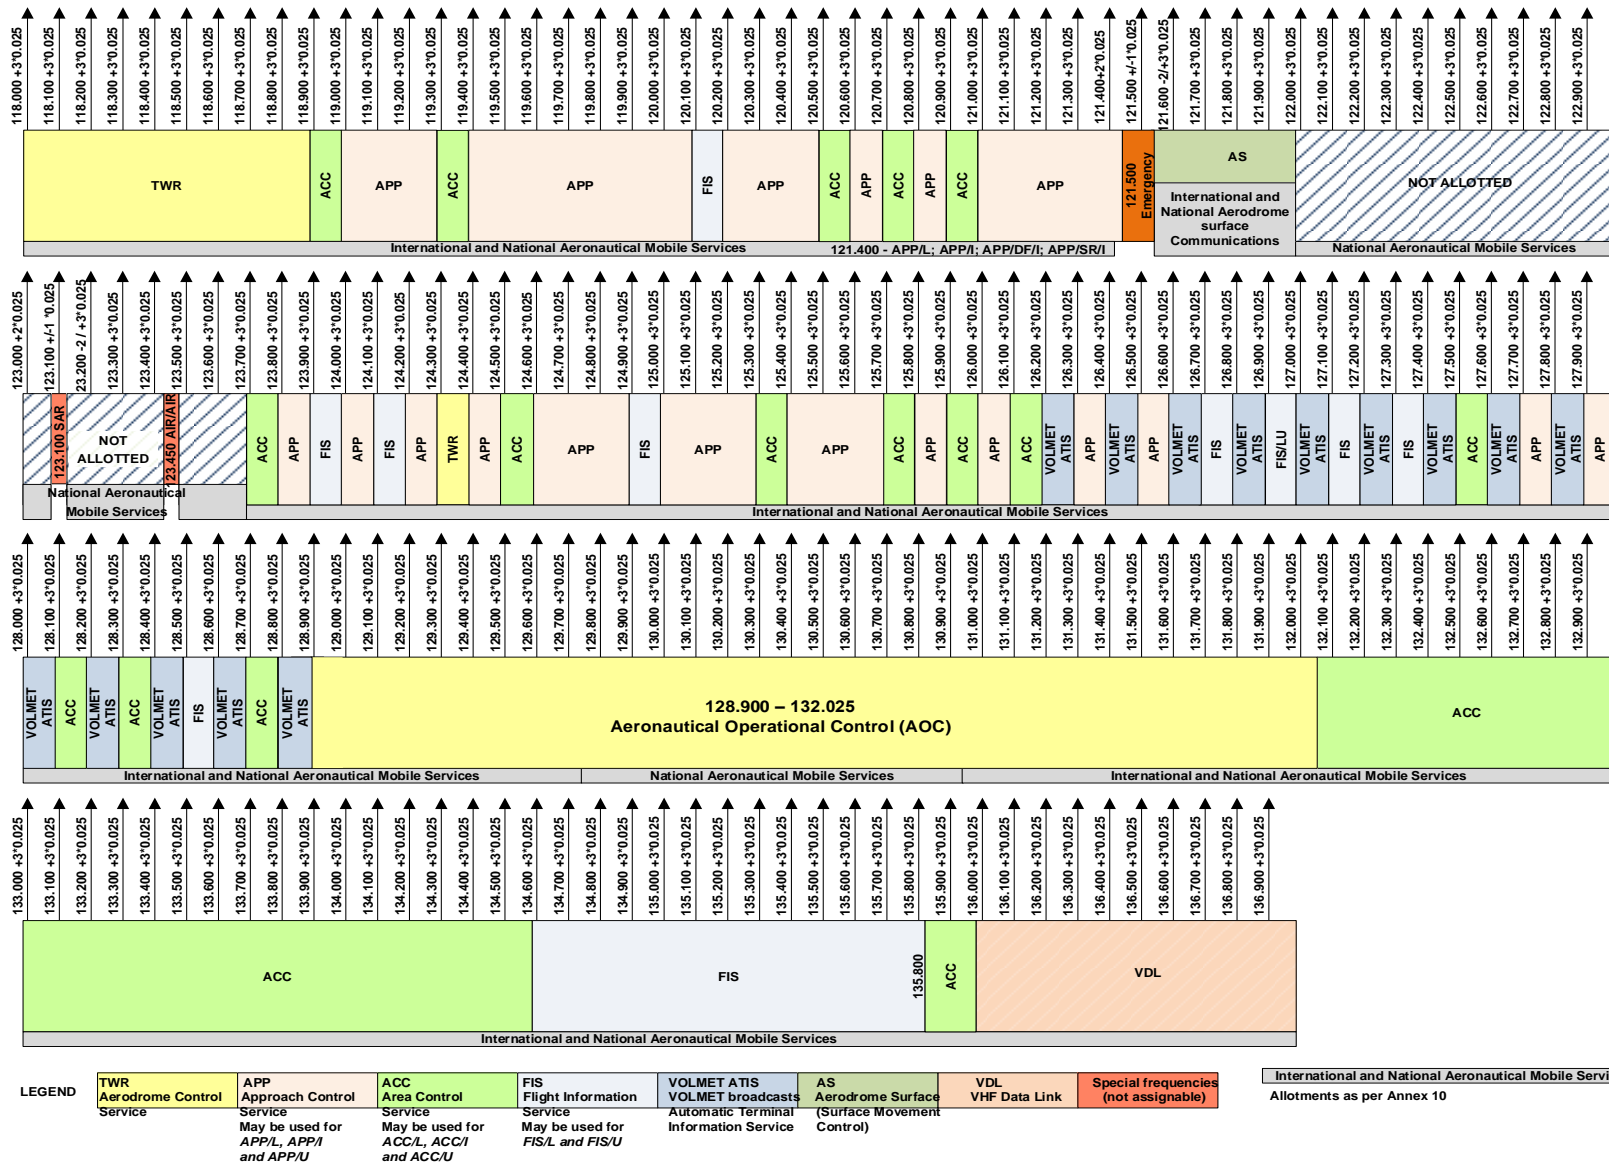 118.000 +3*0.025
118.100 +3*0.025
118.200 +3*0.025
118.300 +3*0.025
118.400 +3*0.025
118.500 +3*0.025
118.600 +3*0.025
118.700 +3*0.025
118.800 +3*0.025
118.900 +3*0.025
119.000 +3*0.025
119.100 +3*0.025
119.200 +3*0.025
119.300 +3*0.025
119.400 +3*0.025
119.500 +3*0.025
119.600 +3*0.025
119.700 +3*0.025
119.800 +3*0.025
119.900 +3*0.025
120.000 +3*0.025
120.100 +3*0.025
120.200 +3*0.025
120.300 +3*0.025
120.400 +3*0.025
120.500 +3*0.025
120.600 +3*0.025
120.700 +3*0.025
120.800 +3*0.025
120.900 +3*0.025
121.000 +3*0.025
121.200 +3*0.025
121.200 +3*0.025
121.300 +3*0.025
121.400+2*0.025
121.500 +/-1*0.025
121.600 -2/+3*0.025
121.700 +3*0.025
121.800 +3*0.025
121.900 +3*0.025
122.000 +3*0.025
122.100 +3*0.025
122.200 +3*0.025
122.300 +3*0.025
122.400 +3*0.025
122.500 +3*0.025
122.600 +3*0.025
122.700 +3*0.025
122.800 +3*0.025
122.900 +3*0.025
TWR
ACC
APP
ACC
APP
FIS
APP
ACC
APP
ACC
APP
ACC
APP
121.500
Emergency
AS
International and
National Aerodrome
surface
Communications
NOT ALLOTTED
International and National Aeronautical Mobile Services
121.400 - APP/L; APP/I; APP/DF/I; APP/SR/I
National Aeronautical Mobile Services
123.000 +2*0.025
123.100 +/-1 *0.025
23.200 -2 / +3*0.025
123.300 +3*0.025
123.400 +3*0.025
123.500 +3*0.025
123.600 +3*0.025
123.700 +3*0.025
123.800 +3*0.025
123.900 +3*0.025
124.000 +3*0.025
124.100 +3*0.025
124.200 +3*0.025
124.300 +3*0.025
124.400 +3*0.025
124.500 +3*0.025
124.600 +3*0.025
124.700 +3*0.025
124.800 +3*0.025
124.900 +3*0.025
125.000 +3*0.025
125.100 +3*0.025
125.200 +3*0.025
125.300 +3*0.025
125.400 +3*0.025
125.500 +3*0.025
125.600 +3*0.025
125.700 +3*0.025
125.800 +3*0.025
125.900 +3*0.025
126.000 +3*0.025
126.100 +3*0.025
126.200 +3*0.025
126.300 +3*0.025
126.400 +3*0.025
126.500 +3*0.025
126.600 +3*0.025
126.700 +3*0.025
126.800 +3*0.025
126.900 +3*0.025
127.000 +3*0.025
127.100 +3*0.025
127.200 +3*0.025
127.300 +3*0.025
127.400 +3*0.025
127.500 +3*0.025
127.600 +3*0.025
127.700 +3*0.025
127.800 +3*0.025
127.900 +3*0.025
123.100 SAR
NOT
ALLOTTED
123.450 AIR/AIR
ACC
APP
FIS
APP
FIS
APP
TWR
APP
ACC
APP
FIS
APP
ACC
APP
ACC
APP
ACC
APP
ACC
VOLMET
ATIS
APP
VOLMET
ATIS
APP
VOLMET
ATIS
FIS
VOLMET
ATIS
FIS/LU
VOLMET
ATIS
FIS
VOLMET
ATIS
FIS
VOLMET
ATIS
ACC
VOLMET
ATIS
APP
VOLMET
ATIS
APP
National Aeronautical
Mobile Services
International and National Aeronautical Mobile Services
128.000 +3*0.025
128.100 +3*0.025
128.200 +3*0.025
128.300 +3*0.025
128.400 +3*0.025
128.500 +3*0.025
128.600 +3*0.025
128.700 +3*0.025
128.800 +3*0.025
129.000 +3*0.025
129.100 +3*0.025
129.200 +3*0.025
129.300 +3*0.025
129.400 +3*0.025
129.500 +3*0.025
129.600 +3*0.025
129.700 +3*0.025
129.800 +3*0.025
129.900 +3*0.025
130.000 +3*0.025
130.100 +3*0.025
130.200 +3*0.025
130.300 +3*0.025
130.400 +3*0.025
130.500 +3*0.025
130.600 +3*0.025
130.700 +3*0.025
130.800 +3*0.025
130.900 +3*0.025
131.000 +3*0.025
131.100 +3*0.025
131.200 +3*0.025
131.300 +3*0.025
131.400 +3*0.025
131.500 +3*0.025
131.600 +3*0.025
131.700 +3*0.025
131.800 +3*0.025
131.900 +3*0.025
132.000 +3*0.025
132.100 +3*0.025
132.200 +3*0.025
132.300 +3*0.025
132.400 +3*0.025
132.500 +3*0.025
132.600 +3*0.025
132.700 +3*0.025
132.800 +3*0.025
132.900 +3*0.025
VOLMET
ATIS
ACC
VOLMET
ATIS
ACC
VOLMET
ATIS
FIS
VOLMET
ATIS
ACC
VOLMET
ATIS
128.900 – 132.025
Aeronautical Operational Control (AOC)
ACC
International and National Aeronautical Mobile Services
National Aeronautical Mobile Services
International and National Aeronautical Mobile Services
133.000 +3*0.025
133.100 +3*0.025
133.200 +3*0.025
133.300 +3*0.025
133.400 +3*0.025
133.500 +3*0.025
133.600 +3*0.025
133.700 +3*0.025
133.800 +3*0.025
134.000 +3*0.025
134.100 +3*0.025
134.200 +3*0.025
134.300 +3*0.025
134.400 +3*0.025
134.500 +3*0.025
134.600 +3*0.025
134.700 +3*0.025
134.800 +3*0.025
134.900 +3*0.025
135.000 +3*0.025
135.100 +3*0.025
135.200 +3*0.025
135.300 +3*0.025
135.400 +3*0.025
135.500 +3*0.025
135.600 +3*0.025
135.700 +3*0.025
135.800 +3*0.025
135.900 +3*0.025
136.000 +3*0.025
136.100 +3*0.025
136.200 +3*0.025
136.300 +3*0.025
136.400 +3*0.025
136.500 +3*0.025
136.600 +3*0.025
136.700 +3*0.025
136.800 +3*0.025
136.900 +3*0.025
ACC
FIS
135.800
ACC
VDL
International and National Aeronautical Mobile Services
LEGEND
TWR
Aerodrome Control
Service
APP
Approach Control
Service
May be used for
APP/L, APP/I
and APP/U
ACC
Area Control
Service
May be used for
ACC/L, ACC/I
and ACC/U
FIS
Flight Information
Service
May be used for
FIS/L and FIS/U
VOLMET ATIS
VOLMET broadcasts
Automatic Terminal
Information Service
AS
Aerodrome Surface
(Surface Movement
Control)
VDL
VHF Data Link
Special frequencies
(not assignable)
International and National Aeronautical Mobile Servi
Allotments as per Annex 10